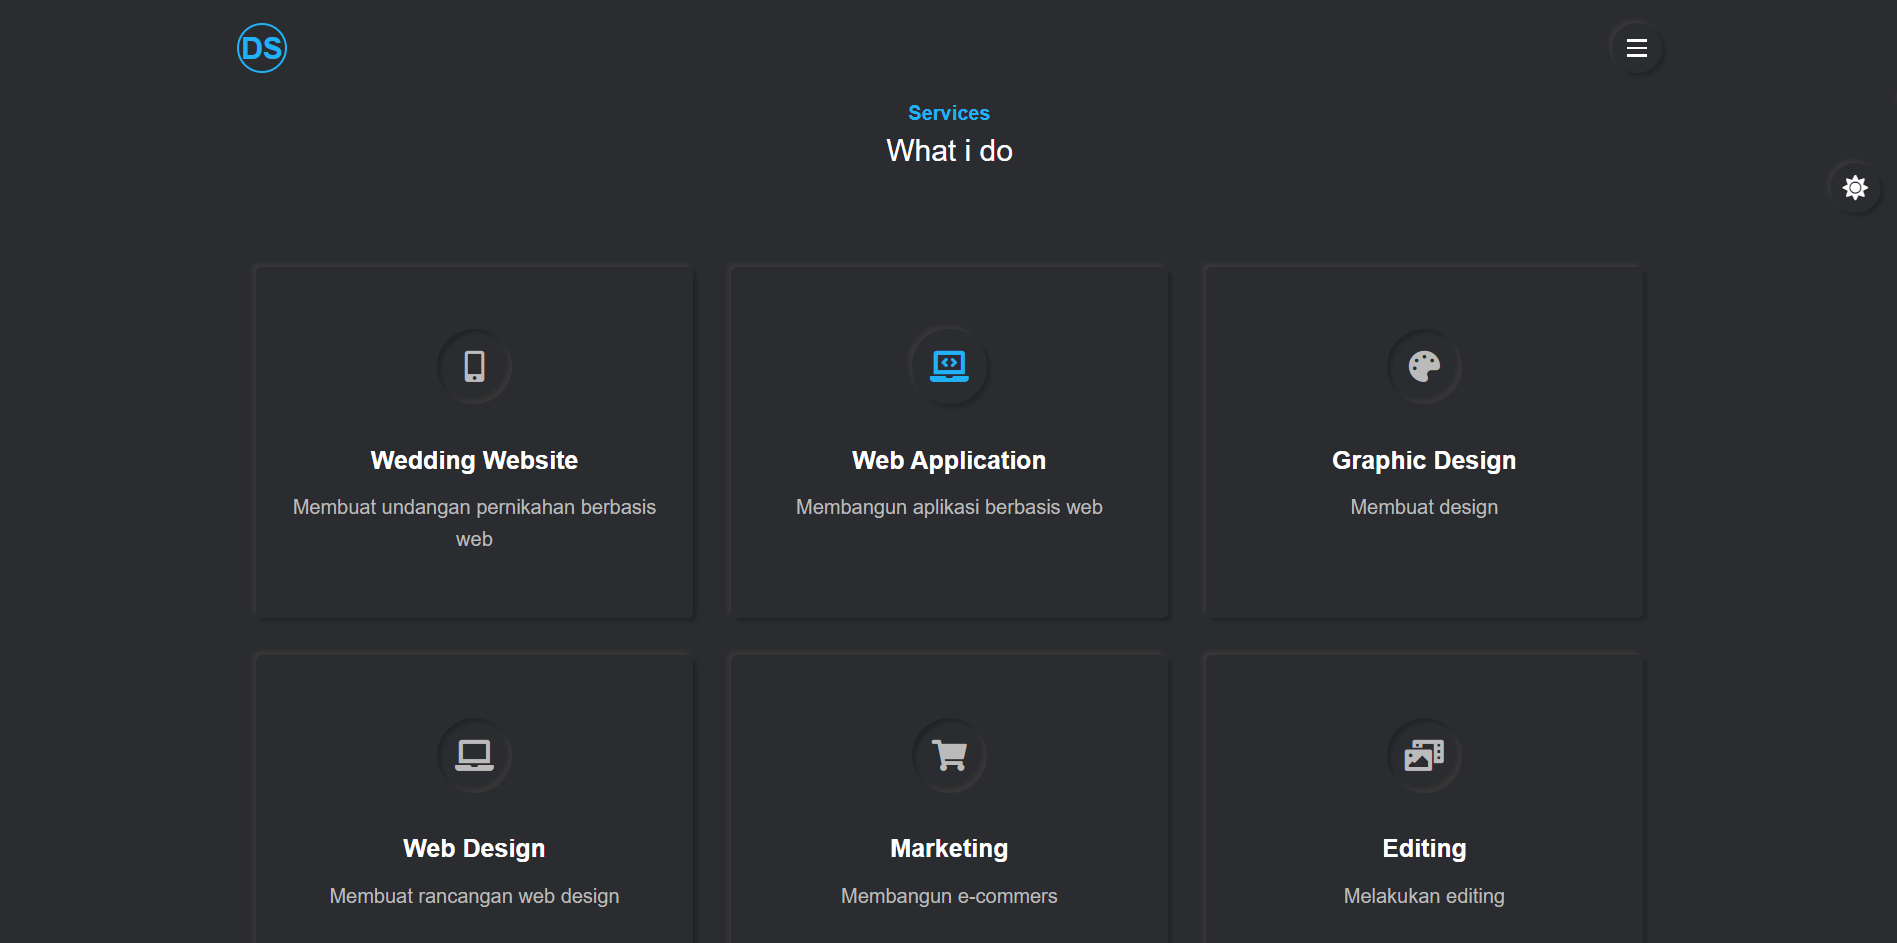 DS
Services
What i do
Wedding Website
Membuat undangan pernikahan berbasis
web
Web Application
Membangun aplikasi berbasis web
Graphic Design
Membuat design
Web Design
Membuat rancangan web design
Marketing
Membangun e-commers
Editing
Melakukan editing